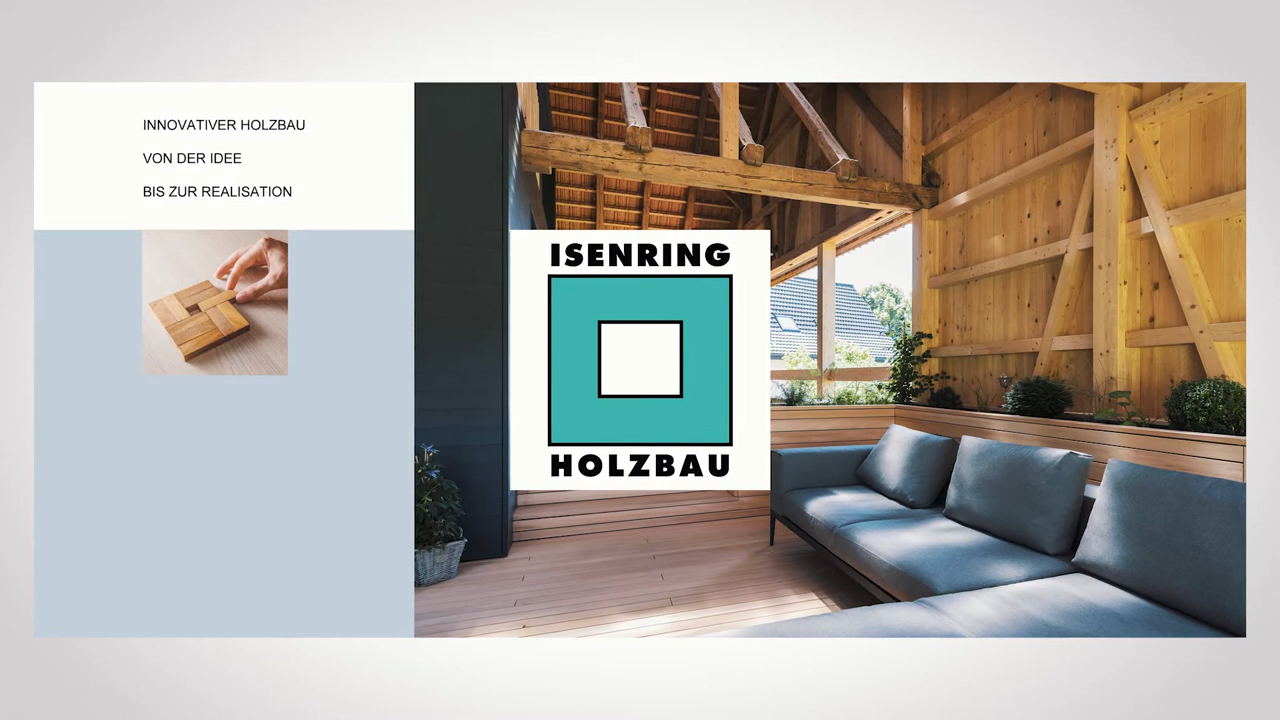 INNOVATIVER HOLZBAU
VON DER IDEE
BIS ZUR REALISATION
ISENRING
HOLZBAU